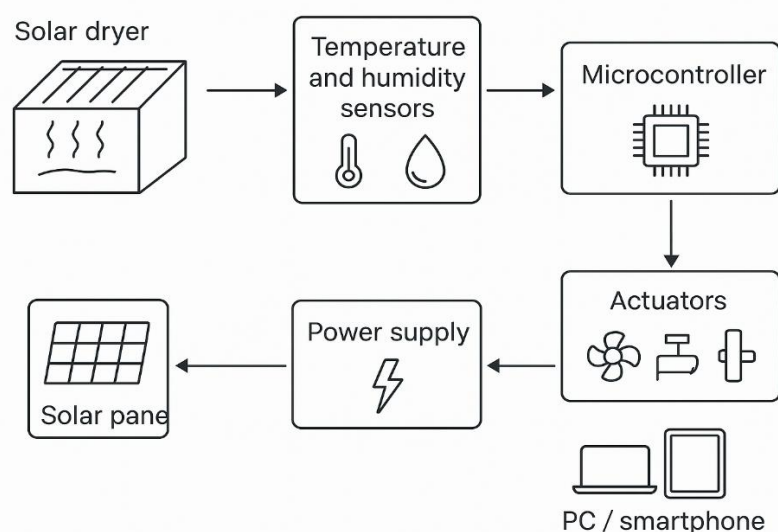 Solar dryer
Temperature
and humidity
sensors
Microcontroller
Actuators
Power supply
Solar pane
PC / smartphone